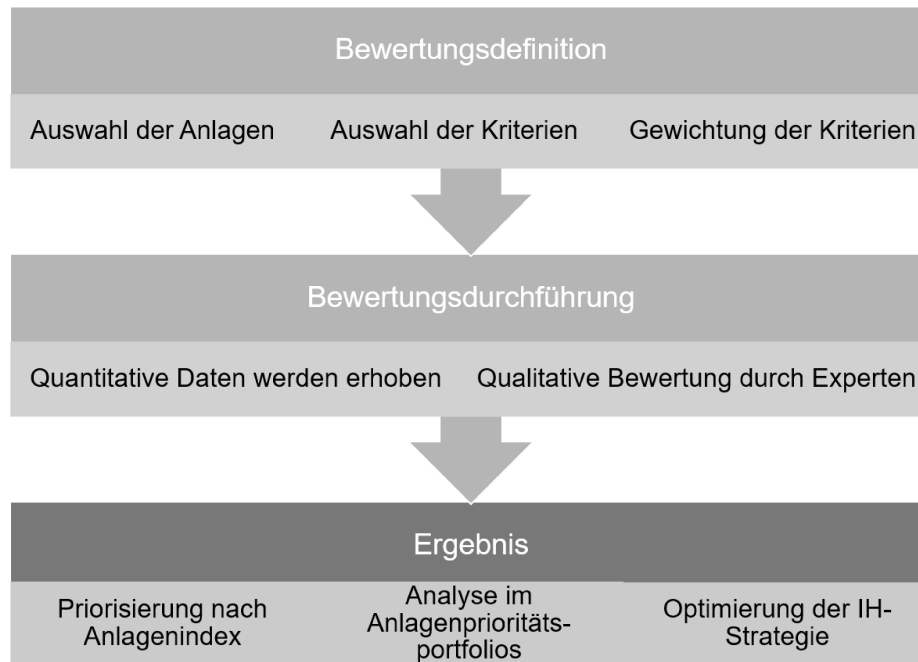 Bewertungsdefinition
Auswahl der Anlagen
Auswahl der Kriterien
Gewichtung der Kriterien
Bewertungsdurchführung
Quantitative Daten werden erhoben
Qualitative Bewertung durch Experten
Ergebnis
Priorisierung nach
Anlagenindex
Analyse im
Anlagenprioritäts-
portfolios
Optimierung der IH-
Strategie